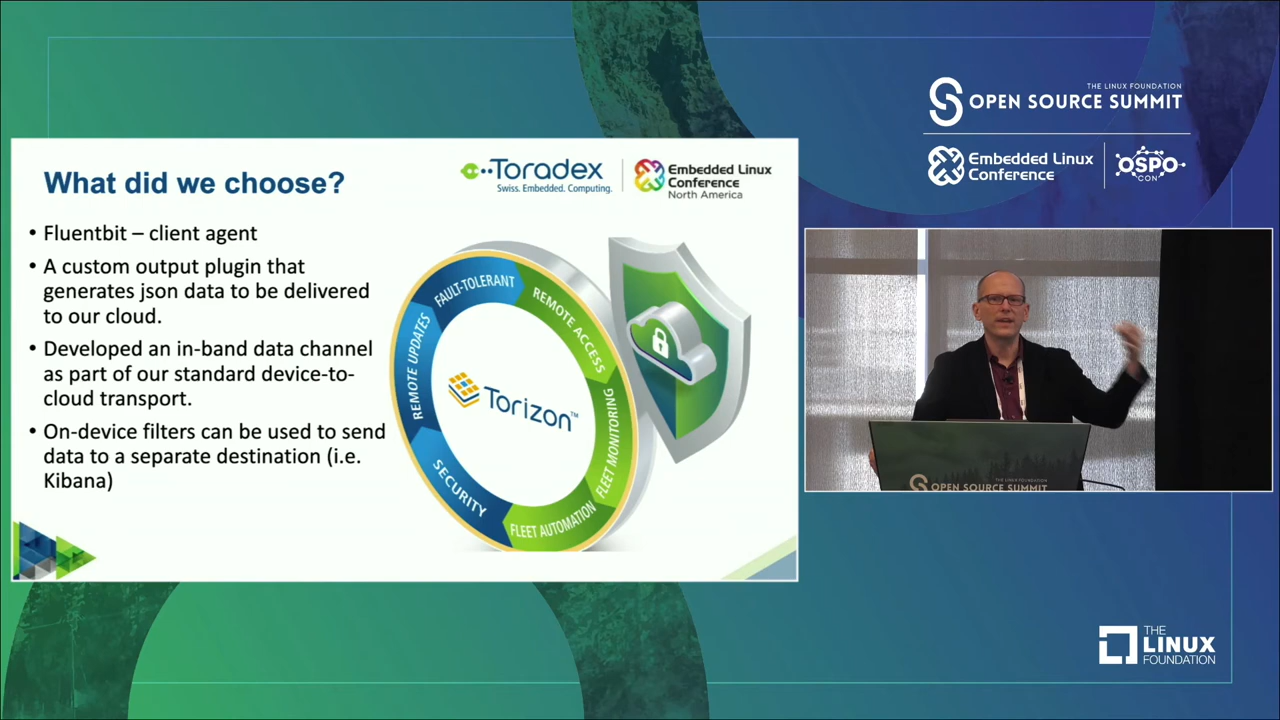 THE LINUX FOUNDATION
OPEN SOURCE SUMMIT
Embedded Linux
Conference
OSPO
CON
What did we choose?
Toradex
Swiss. Embedded. Computing.
Embedded Linux
Conference
North America
• Fluentbit – client agent
• A custom output plugin that
generates json data to be delivered
to our cloud.
• Developed an in-band data channel
as part of our standard device-to-
cloud transport.
• On-device filters can be used to send
data to a separate destination (i.e.
Kibana)
FAULT-TOLERANT
REMOTE ACCESS
FLEET MONITORING
FLEET AUTOMATION
SECURITY
REMOTE UPDATES
Torizon™
THE LINUX FOUNDATION
OPEN SOURCE SUMMIT
THE
LINUX
FOUNDATION